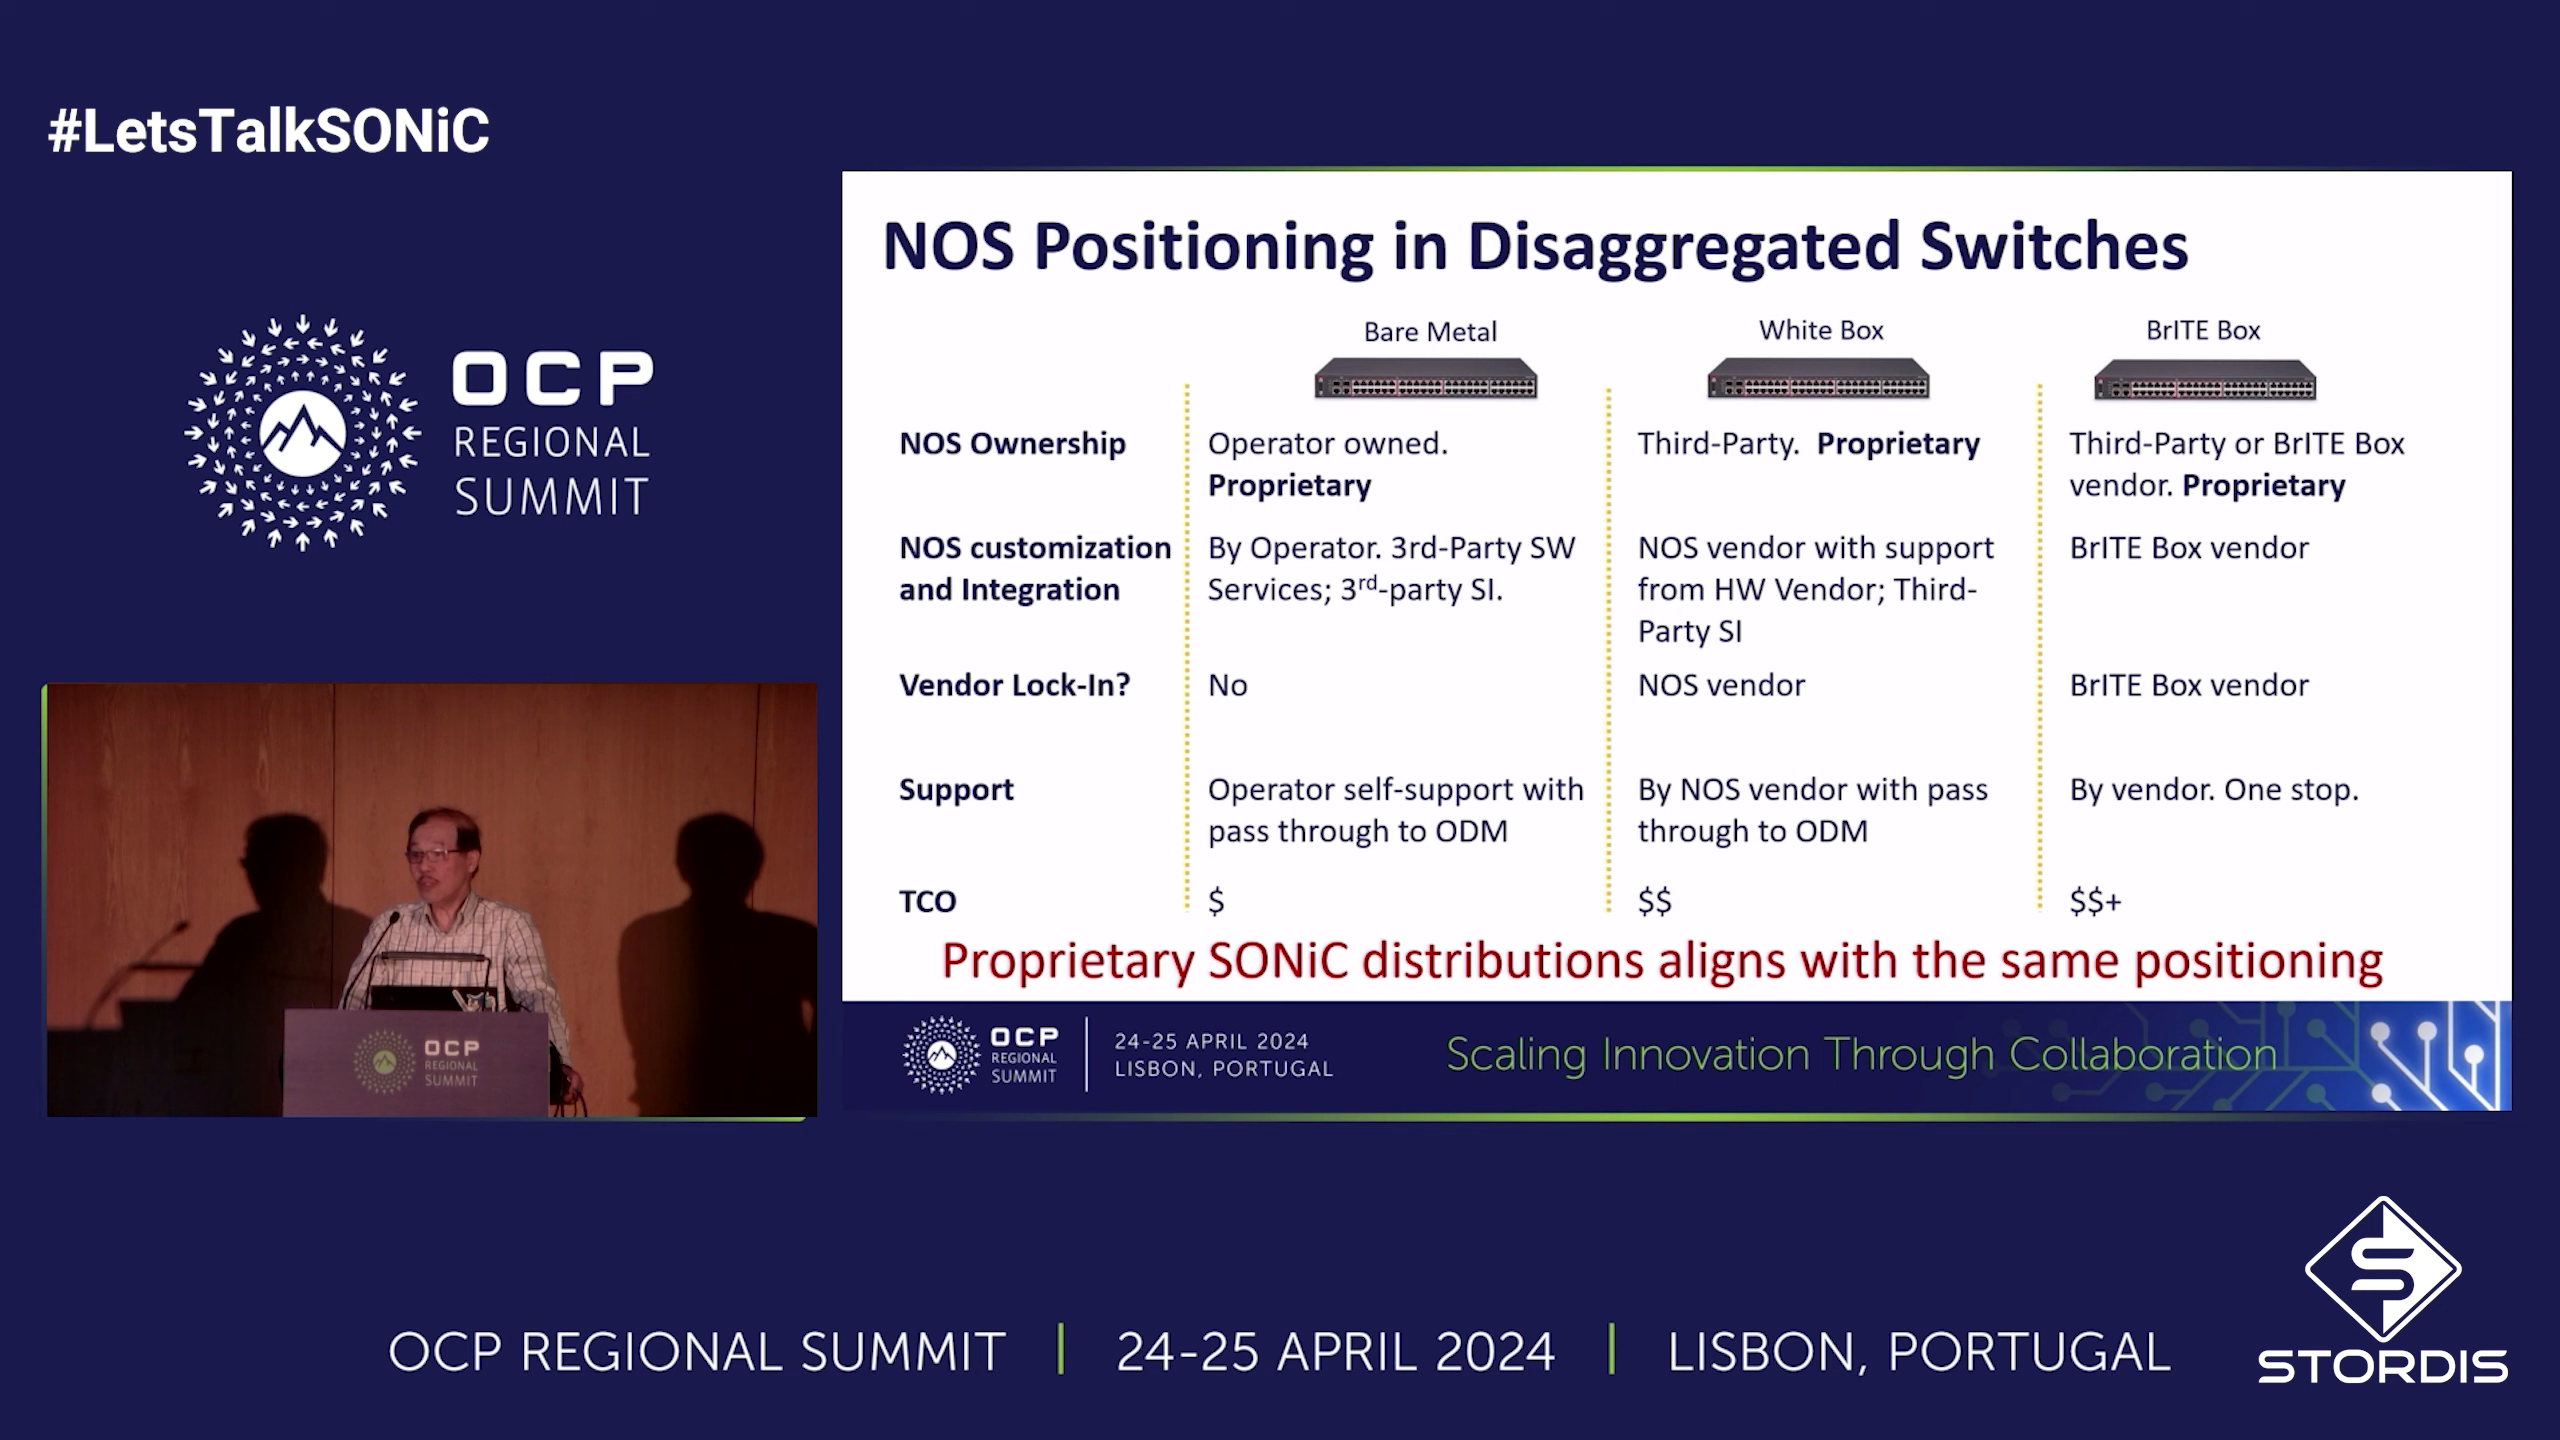 #LetsTalkSONiC
OCP
REGIONAL
SUMMIT
NOS Positioning in Disaggregated Switches
Bare Metal
White Box
BrITE Box
NOS Ownership
Operator owned.
Proprietary
Third-Party. Proprietary
Third-Party or BrITE Box
vendor. Proprietary
NOS customization
and Integration
By Operator. 3rd-Party SW
Services; 3rd-party SI.
NOS vendor with support
from HW Vendor; Third-
Party SI
BrITE Box vendor
Vendor Lock-In?
No
NOS vendor
BrITE Box vendor
Support
Operator self-support with
pass through to ODM
By NOS vendor with pass
through to ODM
By vendor. One stop.
TCO
$
$$
$$+
Proprietary SONiC distributions aligns with the same positioning
OCP
REGIONAL
SUMMIT
24-25 APRIL 2024
LISBON, PORTUGAL
Scaling Innovation Through Collaboration
OCP
REGIONAL
SUMMIT
OCP REGIONAL SUMMIT | 24-25 APRIL 2024 | LISBON, PORTUGAL
STORDIS